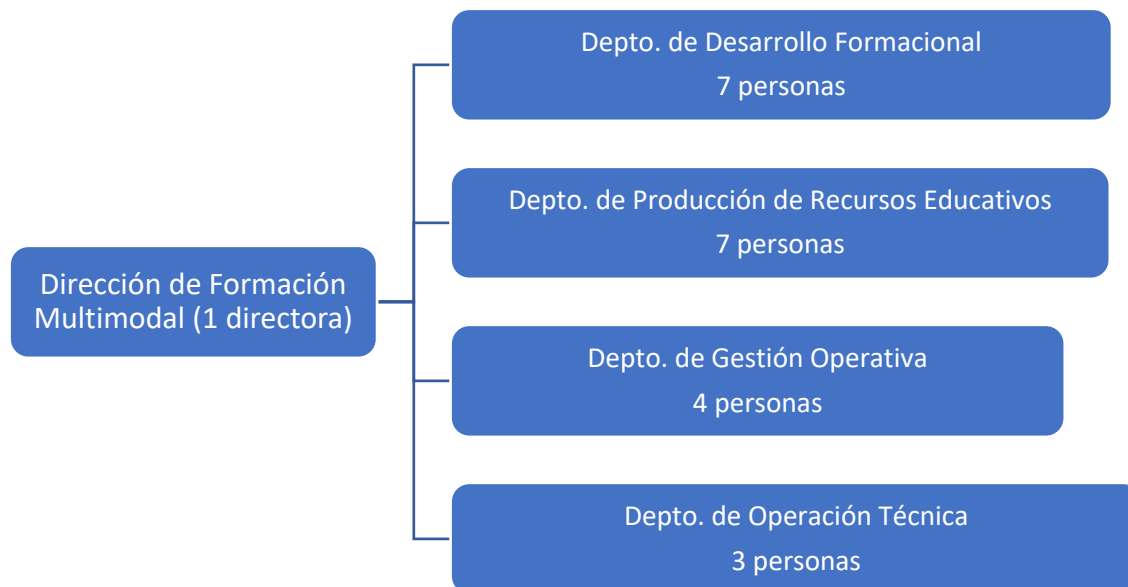 Depto. de Desarrollo Formacional
7 personas
Depto. de Producción de Recursos Educativos
7 personas
Dirección de Formación
Multimodal (1 directora)
Depto. de Gestión Operativa
4 personas
Depto. de Operación Técnica
3 personas